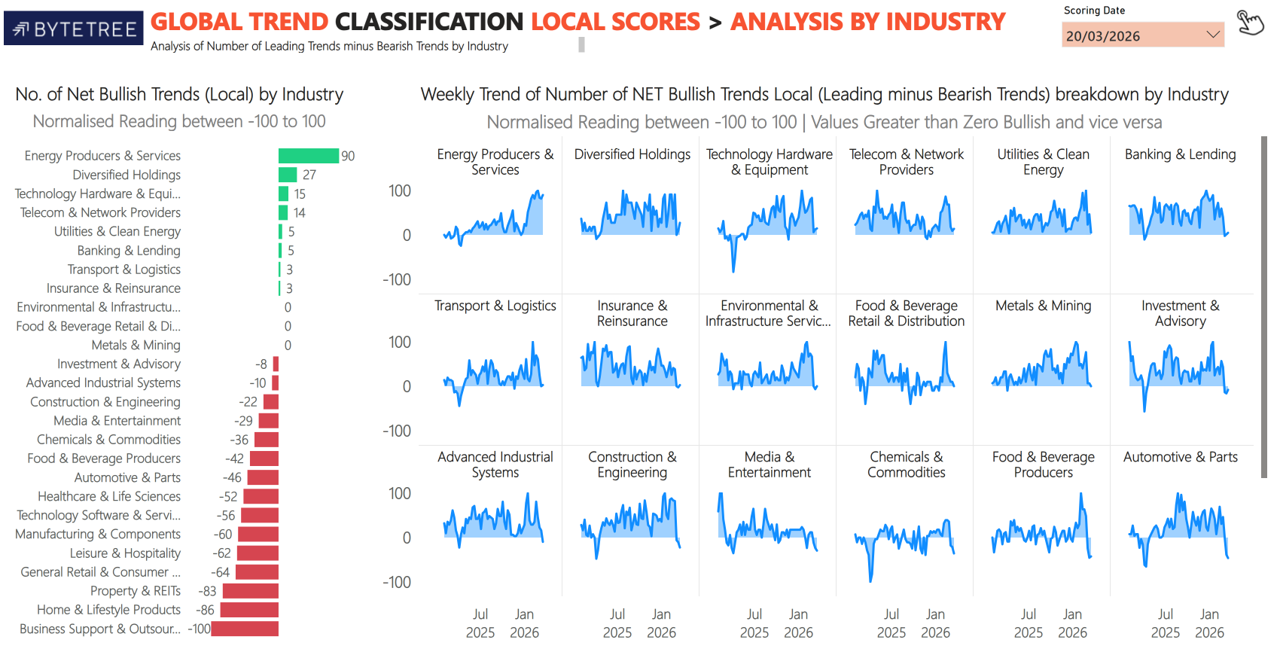 BYTETREE
GLOBAL TREND CLASSIFICATION LOCAL SCORES > ANALYSIS BY INDUSTRY
Analysis of Number of Leading Trends minus Bearish Trends by Industry
Scoring Date
20/03/2026
No. of Net Bullish Trends (Local) by Industry
Normalised Reading between -100 to 100
Energy Producers & Services 90
Diversified Holdings 27
Technology Hardware & Equi... 15
Telecom & Network Providers 14
Utilities & Clean Energy 5
Banking & Lending 5
Transport & Logistics 3
Insurance & Reinsurance 3
Environmental & Infrastructu... 0
Food & Beverage Retail & Di... 0
Metals & Mining 0
Investment & Advisory -8
Advanced Industrial Systems -10
Construction & Engineering -22
Media & Entertainment -29
Chemicals & Commodities -36
Food & Beverage Producers -42
Automotive & Parts -46
Healthcare & Life Sciences -52
Technology Software & Servi... -56
Manufacturing & Components -60
Leisure & Hospitality -62
General Retail & Consumer ... -64
Property & REITs -83
Home & Lifestyle Products -86
Business Support & Outsour... -100
Weekly Trend of Number of NET Bullish Trends Local (Leading minus Bearish Trends) breakdown by Industry
Normalised Reading between -100 to 100 | Values Greater than Zero Bullish and vice versa
Energy Producers &
Services
Diversified Holdings
Technology Hardware
& Equipment
Telecom & Network
Providers
Utilities & Clean
Energy
Banking & Lending
100
0
-100
Transport & Logistics
Insurance &
Reinsurance
Environmental &
Infrastructure Servic...
Food & Beverage
Retail & Distribution
Metals & Mining
Investment &
Advisory
100
0
-100
Advanced Industrial
Systems
Construction &
Engineering
Media &
Entertainment
Chemicals &
Commodities
Food & Beverage
Producers
Automotive & Parts
100
0
-100
Jul Jan Jul Jan Jul Jan Jul Jan Jul Jan Jul Jan
2025 2026 2025 2026 2025 2026 2025 2026 2025 2026 2025 2026